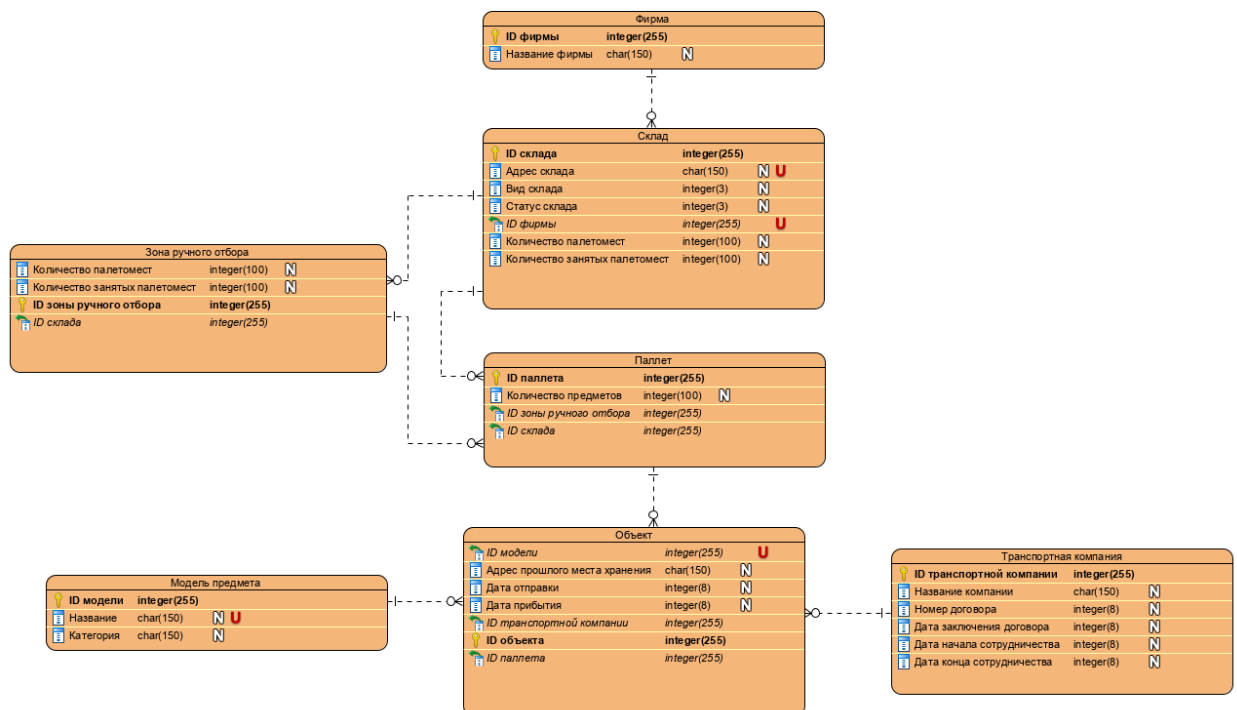 Фирма
ID фирмы integer(255)
Название фирмы char(150) N
Склад
ID склада integer(255)
Адрес склада char(150) N U
Вид склада integer(3) N
Статус склада integer(3) N
ID фирмы integer(255) U
Количество палетомест integer(100) N
Количество занятых палетомест integer(100) N
Зона ручного отбора
Количество палетомест integer(100) N
Количество занятых палетомест integer(100) N
ID зоны ручного отбора integer(255)
ID склада integer(255)
Паллет
ID паллета integer(255)
Количество предметов integer(100) N
ID зоны ручного отбора integer(255)
ID склада integer(255)
Объект
ID модели integer(255) U
Адрес прошлого места хранения char(150) N
Дата отправки integer(8) N
Дата прибытия integer(8) N
ID транспортной компании integer(255)
ID объекта integer(255)
ID паллета integer(255)
Модель предмета
ID модели integer(255)
Название char(150) N U
Категория char(150) N
Транспортная компания
ID транспортной компании integer(255)
Название компании char(150) N
Номер договора integer(8) N
Дата заключения договора integer(8) N
Дата начала сотрудничества integer(8) N
Дата конца сотрудничества integer(8) N